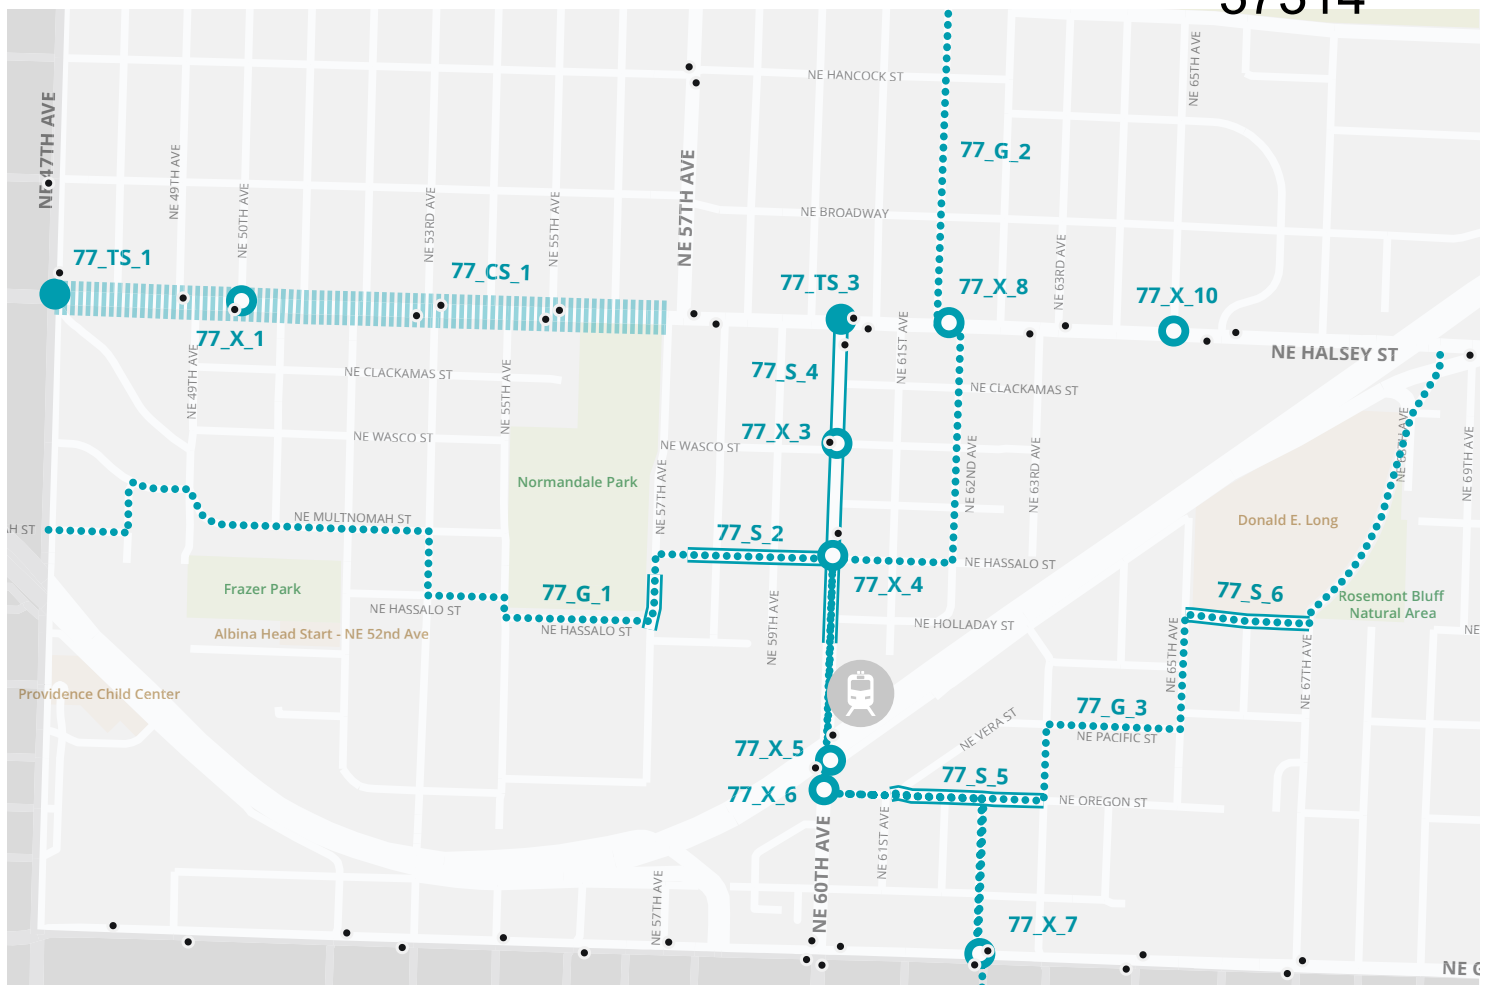 NE HANCOCK ST
NE 65TH AVE
NE 47TH AVE
77_G_2
NE 49TH AVE
NE 50TH AVE
NE 53RD AVE
NE 55TH AVE
NE 57TH AVE
NE BROADWAY
NE 63RD AVE
77_TS_1
77_CS_1
77_TS_3
77_X_8
77_X_10
77_X_1
NE 61ST AVE
NE HALSEY ST
NE 49TH AVE
NE CLACKAMAS ST
NE 55TH AVE
77_S_4
NE CLACKAMAS ST
NE WASCO ST
NE WASCO ST
77_X_3
NE 62ND AVE
NE 63RD AVE
NE 69TH AVE
Normandale Park
NE 57TH AVE
AH ST
NE MULTNOMAH ST
77_S_2
Donald E. Long
NE HASSALO ST
Frazer Park
77_G_1
77_X_4
77_S_6
Rosemont Bluff
Natural Area
NE HASSALO ST
NE HASSALO ST
Albina Head Start - NE 52nd Ave
NE 59TH AVE
NE HOLLADAY ST
NE
NE 65TH AVE
NE 67TH AVE
Providence Child Center
77_G_3
NE VERA ST
NE PACIFIC ST
77_X_5
77_X_6
77_S_5
NE OREGON ST
NE 61ST AVE
NE 60TH AVE
NE 57TH AVE
77_X_7
NE G